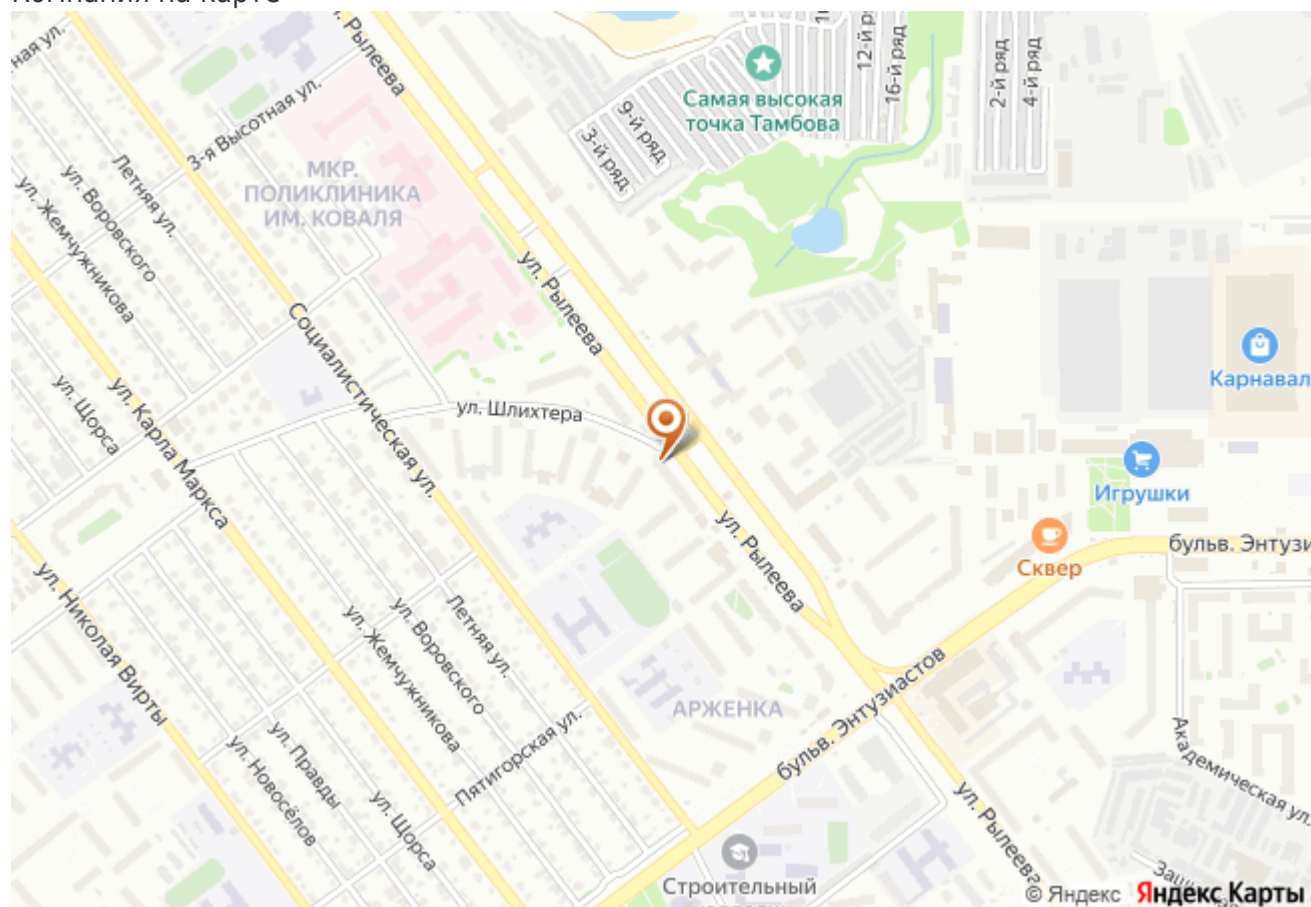 Компания на карте
ул. Рылеева
12-й ряд
16-й ряд
2-й ряд
4-й ряд
Самая высокая
точка Тамбова
9-й ряд
3-й ряд
3-я Высотная ул.
МКР.
ПОЛИКЛИНИКА
ИМ. КОВАЛЯ
Летняя ул.
ул. Воровского
ул. Жемчужникова
ул. Рылеева
Социалистическая ул.
Карнавал
ул. Щорса
ул. Карла Маркса
ул. Шлихтера
Игрушки
ул. Рылеева
Сквер
бульв. Энтузи
ул. Николая Вирты
Летняя ул.
ул. Воровского
ул. Жемчужникова
АРЖЕНКА
бульв. Энтузиастов
Пятигорская ул.
ул. Правды
ул. Новосёлов
ул. Щорса
Академическая ул.
ул. Рылеева
Строительный
© Яндекс Яндекс Карты